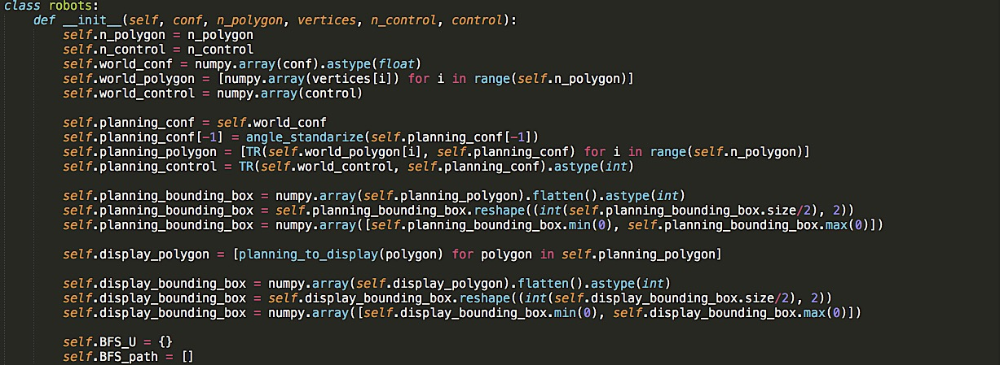 class robots:
    def __init__(self, conf, n_polygon, vertices, n_control, control):
        self.n_polygon = n_polygon
        self.n_control = n_control
        self.world_conf = numpy.array(conf).astype(float)
        self.world_polygon = [numpy.array(vertices[i]) for i in range(self.n_polygon)]
        self.world_control = numpy.array(control)

        self.planning_conf = self.world_conf
        self.planning_conf[-1] = angle_standarize(self.planning_conf[-1])
        self.planning_polygon = [TR(self.world_polygon[i], self.planning_conf) for i in range(self.n_polygon)]
        self.planning_control = TR(self.world_control, self.planning_conf).astype(int)

        self.planning_bounding_box = numpy.array(self.planning_polygon).flatten().astype(int)
        self.planning_bounding_box = self.planning_bounding_box.reshape((int(self.planning_bounding_box.size/2), 2))
        self.planning_bounding_box = numpy.array([self.planning_bounding_box.min(0), self.planning_bounding_box.max(0)])

        self.display_polygon = [planning_to_display(polygon) for polygon in self.planning_polygon]

        self.display_bounding_box = numpy.array(self.display_polygon).flatten().astype(int)
        self.display_bounding_box = self.display_bounding_box.reshape((int(self.display_bounding_box.size/2), 2))
        self.display_bounding_box = numpy.array([self.display_bounding_box.min(0), self.display_bounding_box.max(0)])

        self.BFS_U = {}
        self.BFS_path = []